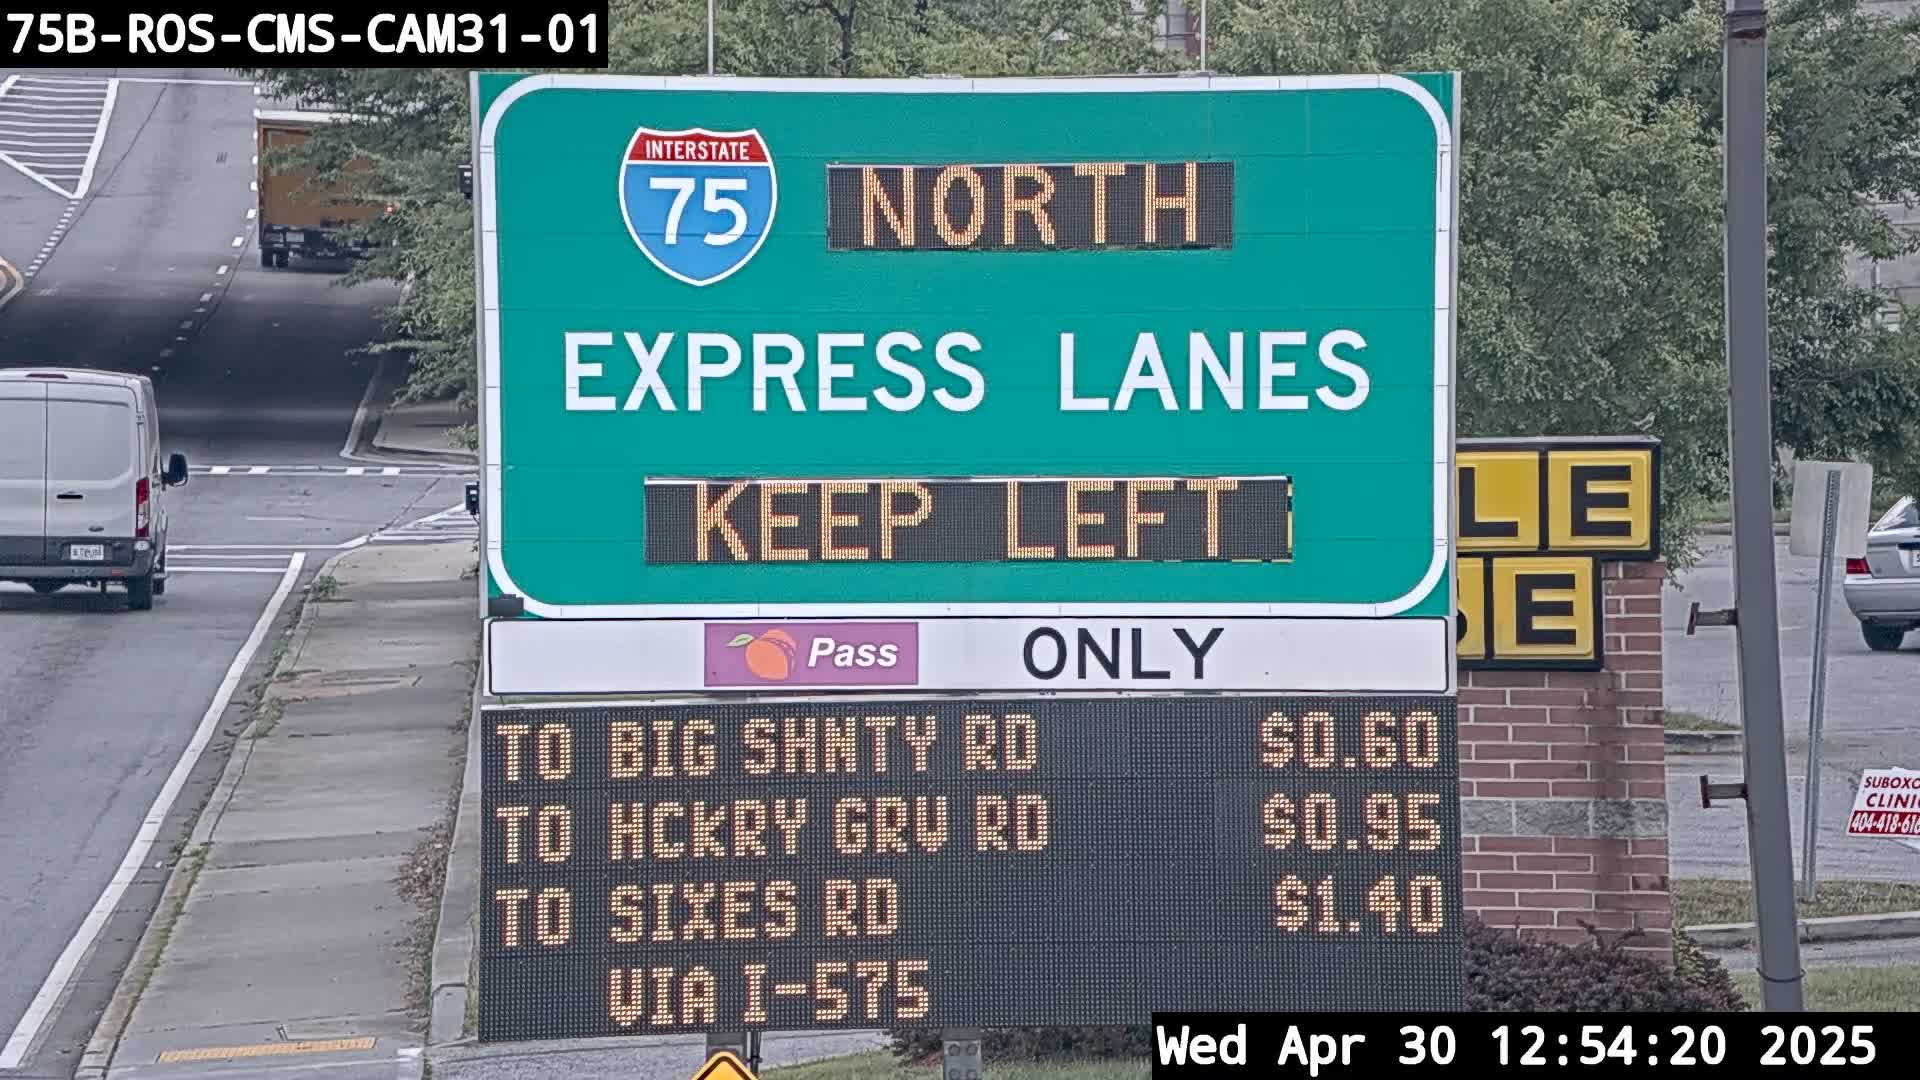 75B-ROS-CMS-CAM31-01
INTERSTATE
75
NORTH
EXPRESS LANES
KEEP LEFT
Pass ONLY
TO BIG SHNTY RD $0.60
TO HCKRY GRV RD $0.95
TO SIXES RD $1.40
VIA I-575
LE
E
CLINIC
Wed Apr 30 12:54:20 2025